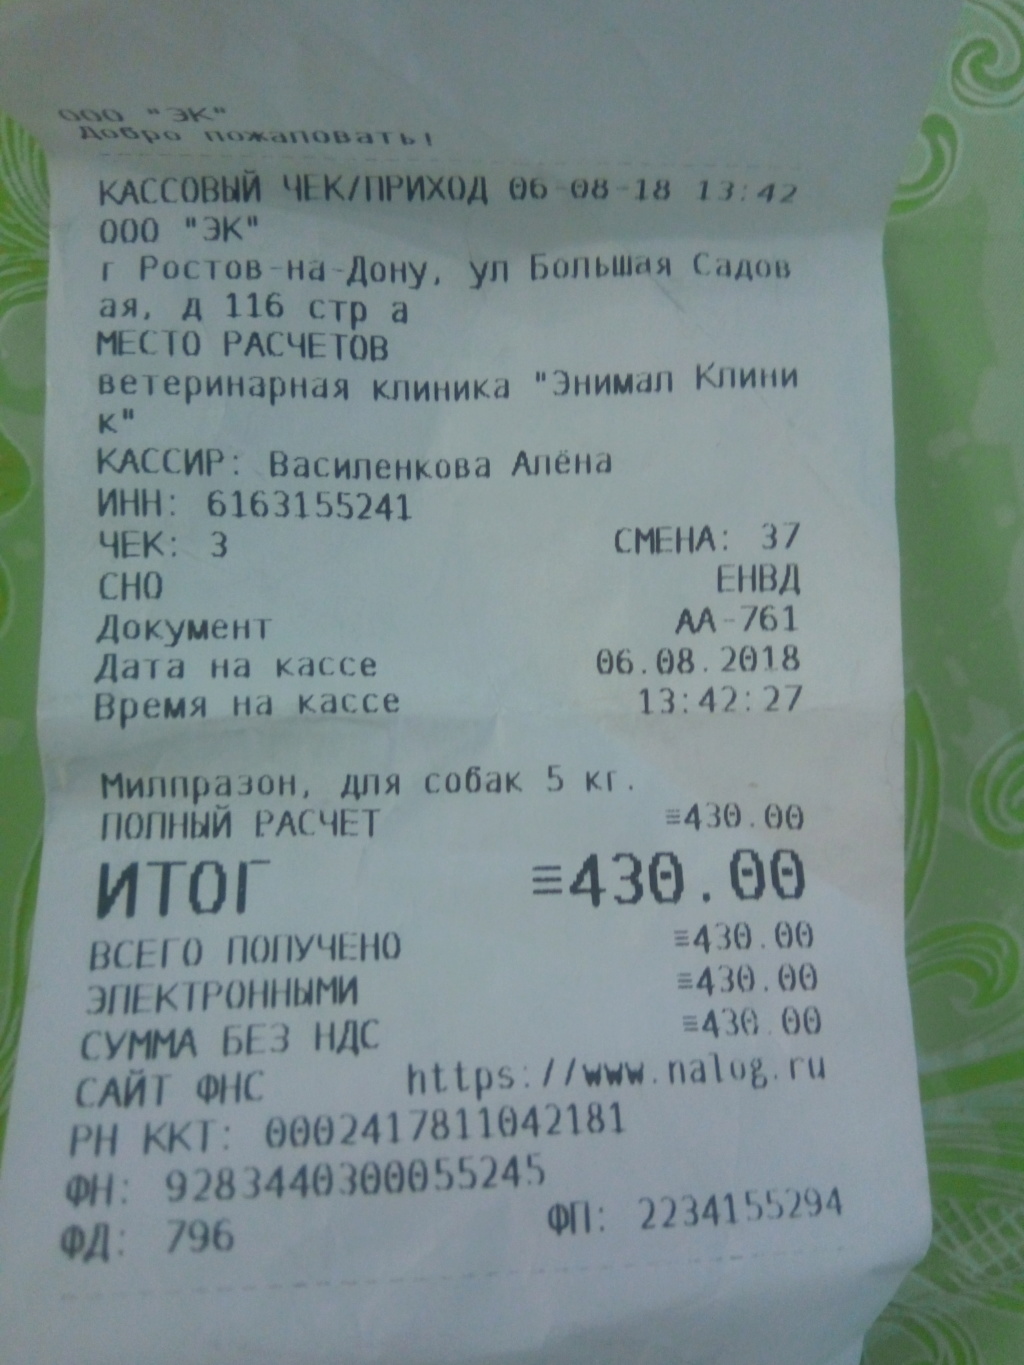 ООО "ЭК"
Добро пожаловать!
КАССОВЫЙ ЧЕК/ПРИХОД 06-08-18 13:42
ООО "ЭК"
г Ростов-на-Дону, ул Большая Садов
ая, д 116 стр а
МЕСТО РАСЧЕТОВ
ветеринарная клиника "Энимал Клини
к"
КАССИР: Василенкова Алёна
ИНН: 6163155241
ЧЕК: 3 СМЕНА: 37
СНО ЕНВД
Документ АА-761
Дата на кассе 06.08.2018
Время на кассе 13:42:27
Милпразон, для собак 5 кг.
ПОЛНЫЙ РАСЧЕТ ≡430.00
ИТОГ ≡430.00
ВСЕГО ПОЛУЧЕНО ≡430.00
ЭЛЕКТРОННЫМИ ≡430.00
СУММА БЕЗ НДС ≡430.00
САЙТ ФНС https://www.nalog.ru
РН ККТ: 0002417811042181
ФН: 9283440300055245
ФД: 796 ФП: 2234155294